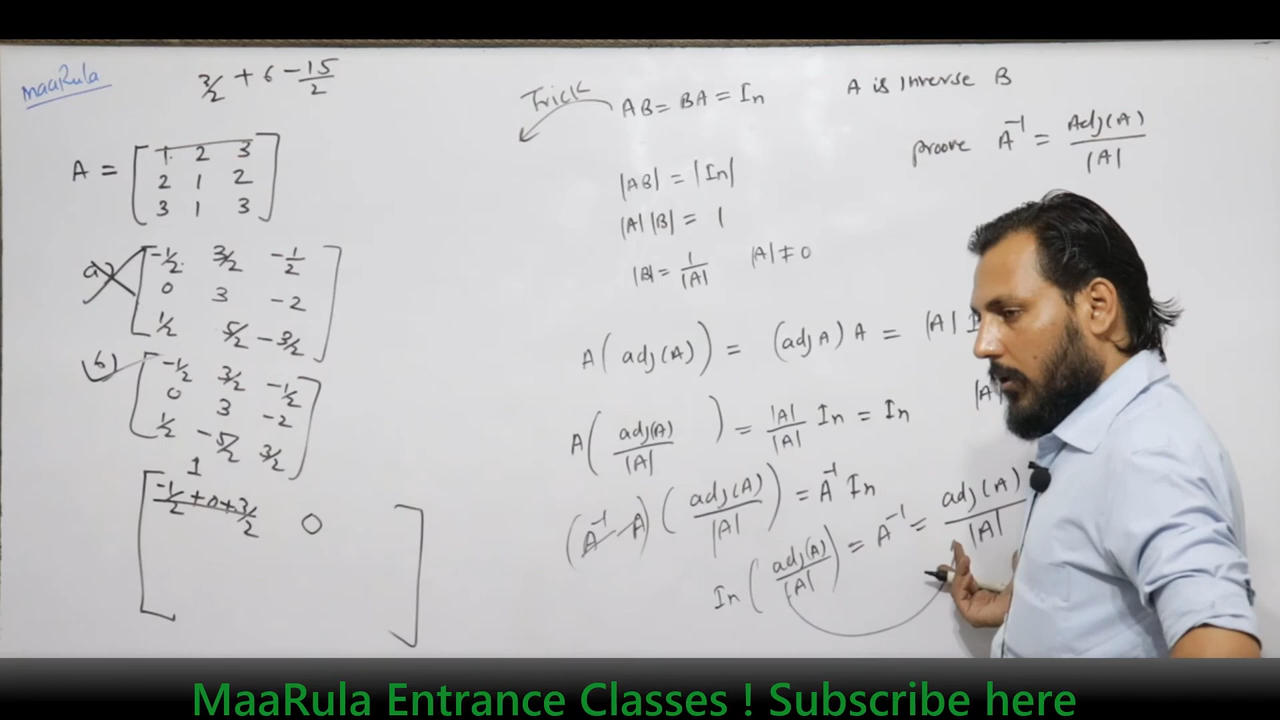 maaRula
3/2 + 6 - 15/2
A = [1 2 3
2 1 2
3 1 3]
a) [-1/2 3/2 -1/2
0 3 -2
1/2 5/2 -3/2]
b) [-1/2 3/2 -1/2
0 3 -2
1/2 -5/2 3/2]
1
[-1/2 + 0 + 3/2 0 ]
Trick
AB = BA = In
|AB| = |In|
|A| |B| = 1
|B| = 1/|A| |A| ≠ 0
A(adj(A)) = (adj A) A = |A| I
|A|
A(adj(A)/|A|) = |A|/|A| In = In
(A⁻¹ A)(adj(A)/|A|) = A⁻¹ In
In(adj(A)/|A|) = A⁻¹ = adj(A)/|A|
A is Inverse B
proove A⁻¹ = Adj(A)/|A|
MaaRula Entrance Classes ! Subscribe here